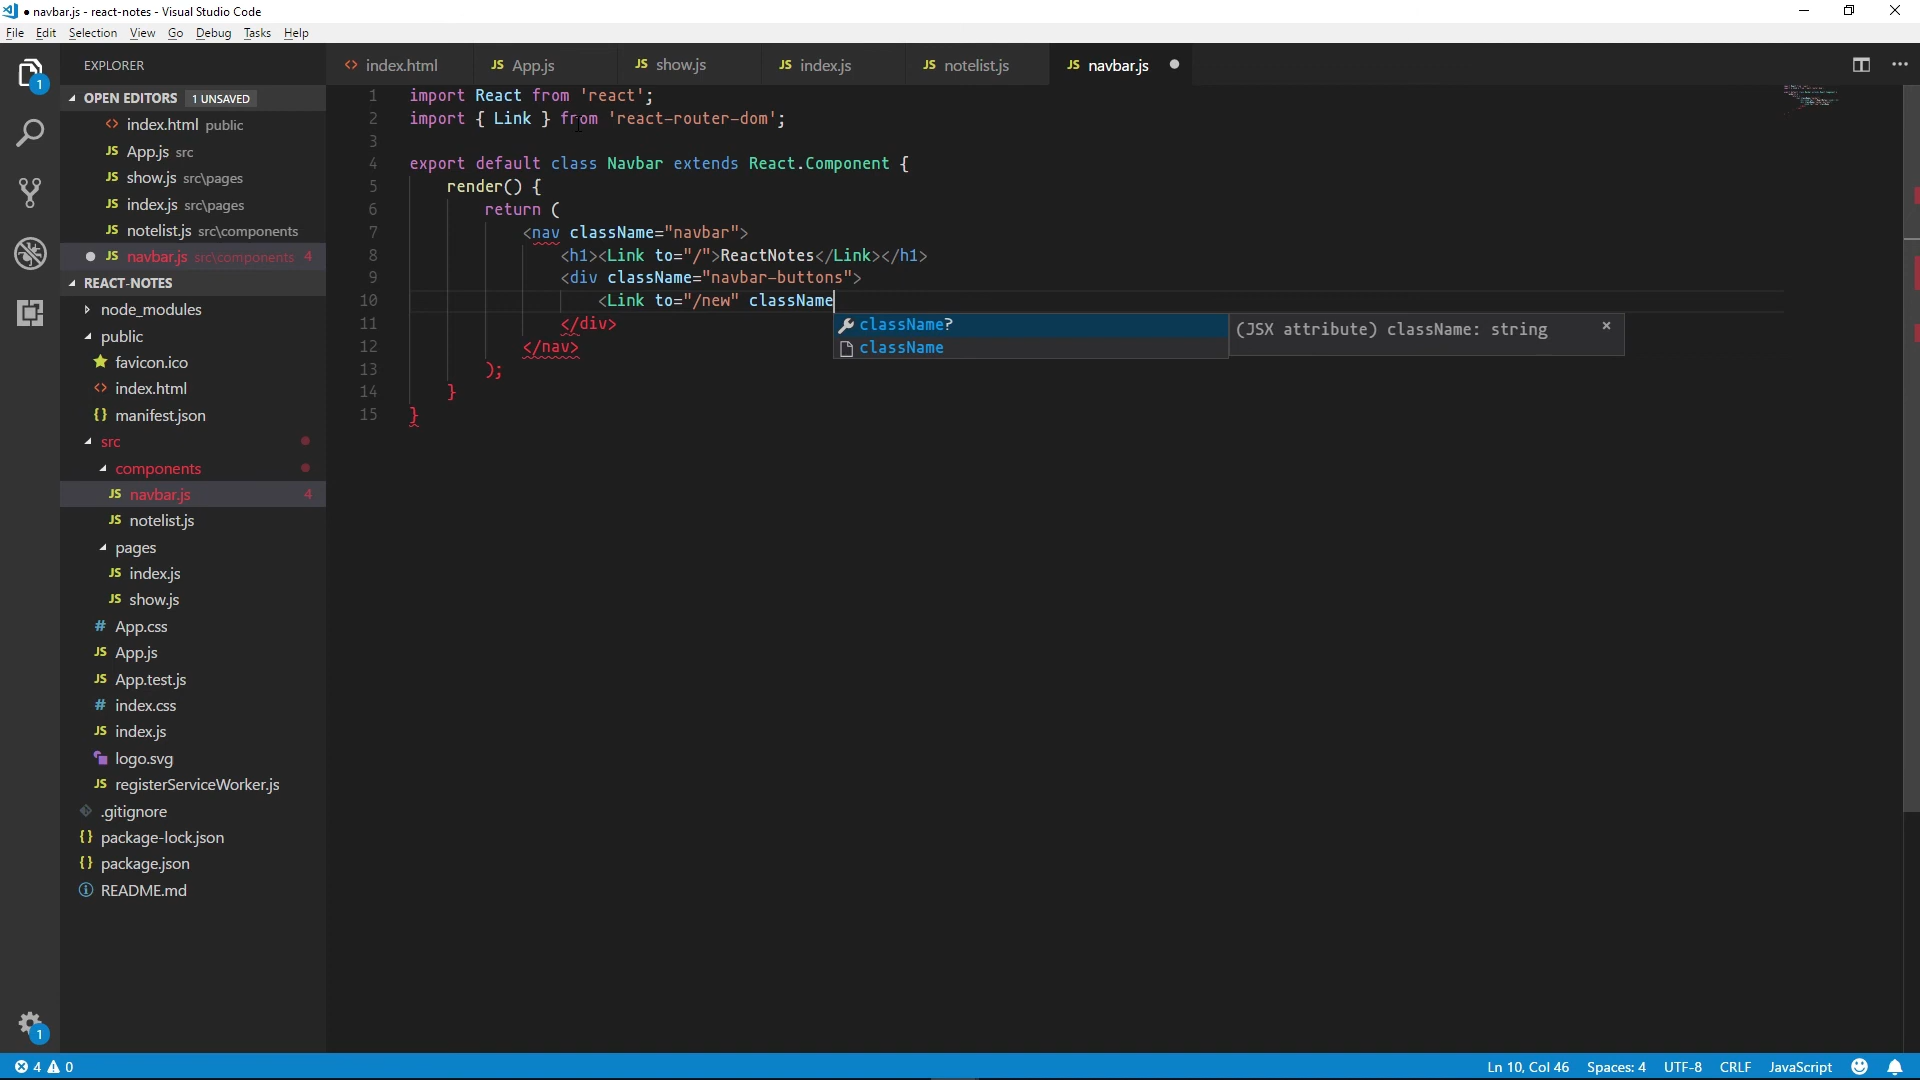 navbar.js - react-notes - Visual Studio Code
File Edit Selection View Go Debug Tasks Help
EXPLORER
index.html
JS App.js
JS show.js
JS index.js
JS notelist.js
JS navbar.js
1
OPEN EDITORS 1 UNSAVED
index.html public
JS App.js src
JS show.js src\pages
JS index.js src\pages
JS notelist.js src\components
JS navbar.js src\components 4
REACT-NOTES
node_modules
public
favicon.ico
index.html
{} manifest.json
src
components
JS navbar.js 4
JS notelist.js
pages
JS index.js
JS show.js
# App.css
JS App.js
JS App.test.js
# index.css
JS index.js
logo.svg
JS registerServiceWorker.js
.gitignore
{} package-lock.json
{} package.json
README.md
1
1 import React from 'react';
2 import { Link } from 'react-router-dom';
3
4 export default class Navbar extends React.Component {
5 render() {
6 return (
7 <nav className="navbar">
8 <h1><Link to="/">ReactNotes</Link></h1>
9 <div className="navbar-buttons">
10 <Link to="/new" className
11 </div>
12 </nav>
13 );
14 }
15 }
className?
className
(JSX attribute) className: string
4 0
Ln 10, Col 46 Spaces: 4 UTF-8 CRLF JavaScript